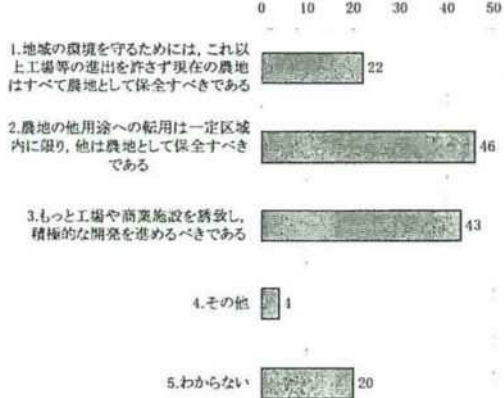 0 10 20 30 40 50
1.地域の環境を守るためには，これ以
上工場等の進出を許さず現在の農地
はすべて農地として保全すべきである
22
2.農地の他用途への転用は一定区域
内に限り，他は農地として保全すべき
である
46
3.もっと工場や商業施設を誘致し，
積極的な開発を進めるべきである
43
4.その他
4
5.わからない
20